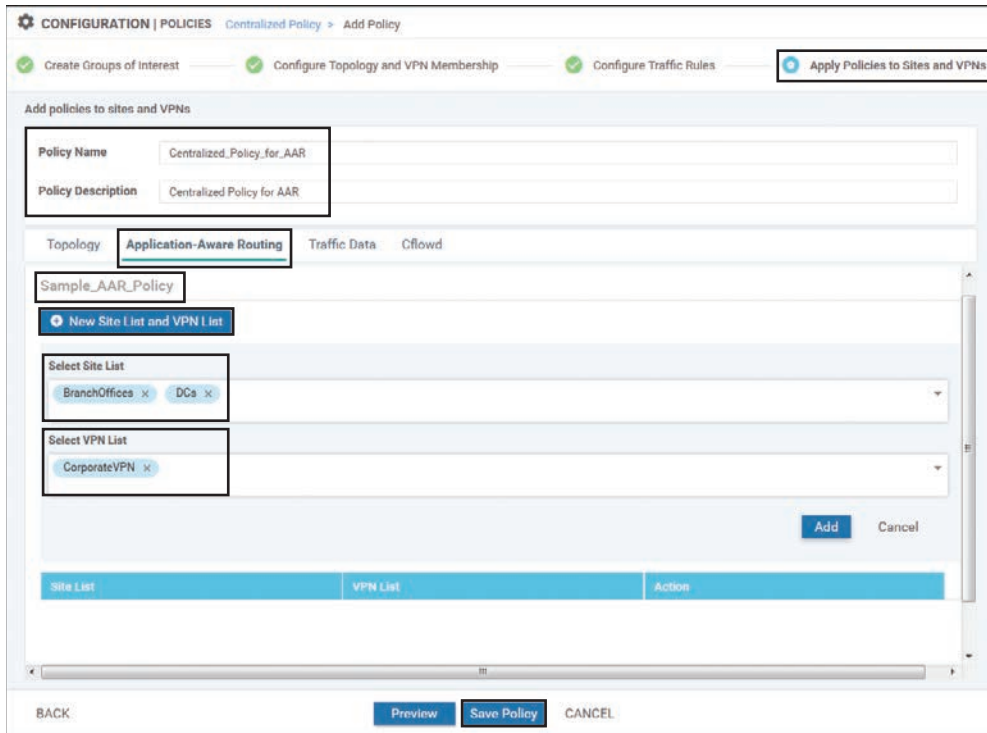 CONFIGURATION | POLICIES Centralized Policy > Add Policy
Create Groups of Interest Configure Topology and VPN Membership Configure Traffic Rules Apply Policies to Sites and VPNs
Add policies to sites and VPNs
Policy Name Centralized_Policy_for_AAR
Policy Description Centralized Policy for AAR
Topology Application-Aware Routing Traffic Data Cflowd
Sample_AAR_Policy
New Site List and VPN List
Select Site List
BranchOffices × DCs ×
Select VPN List
CorporateVPN ×
Add Cancel
Site List VPN List Action
BACK Preview Save Policy CANCEL